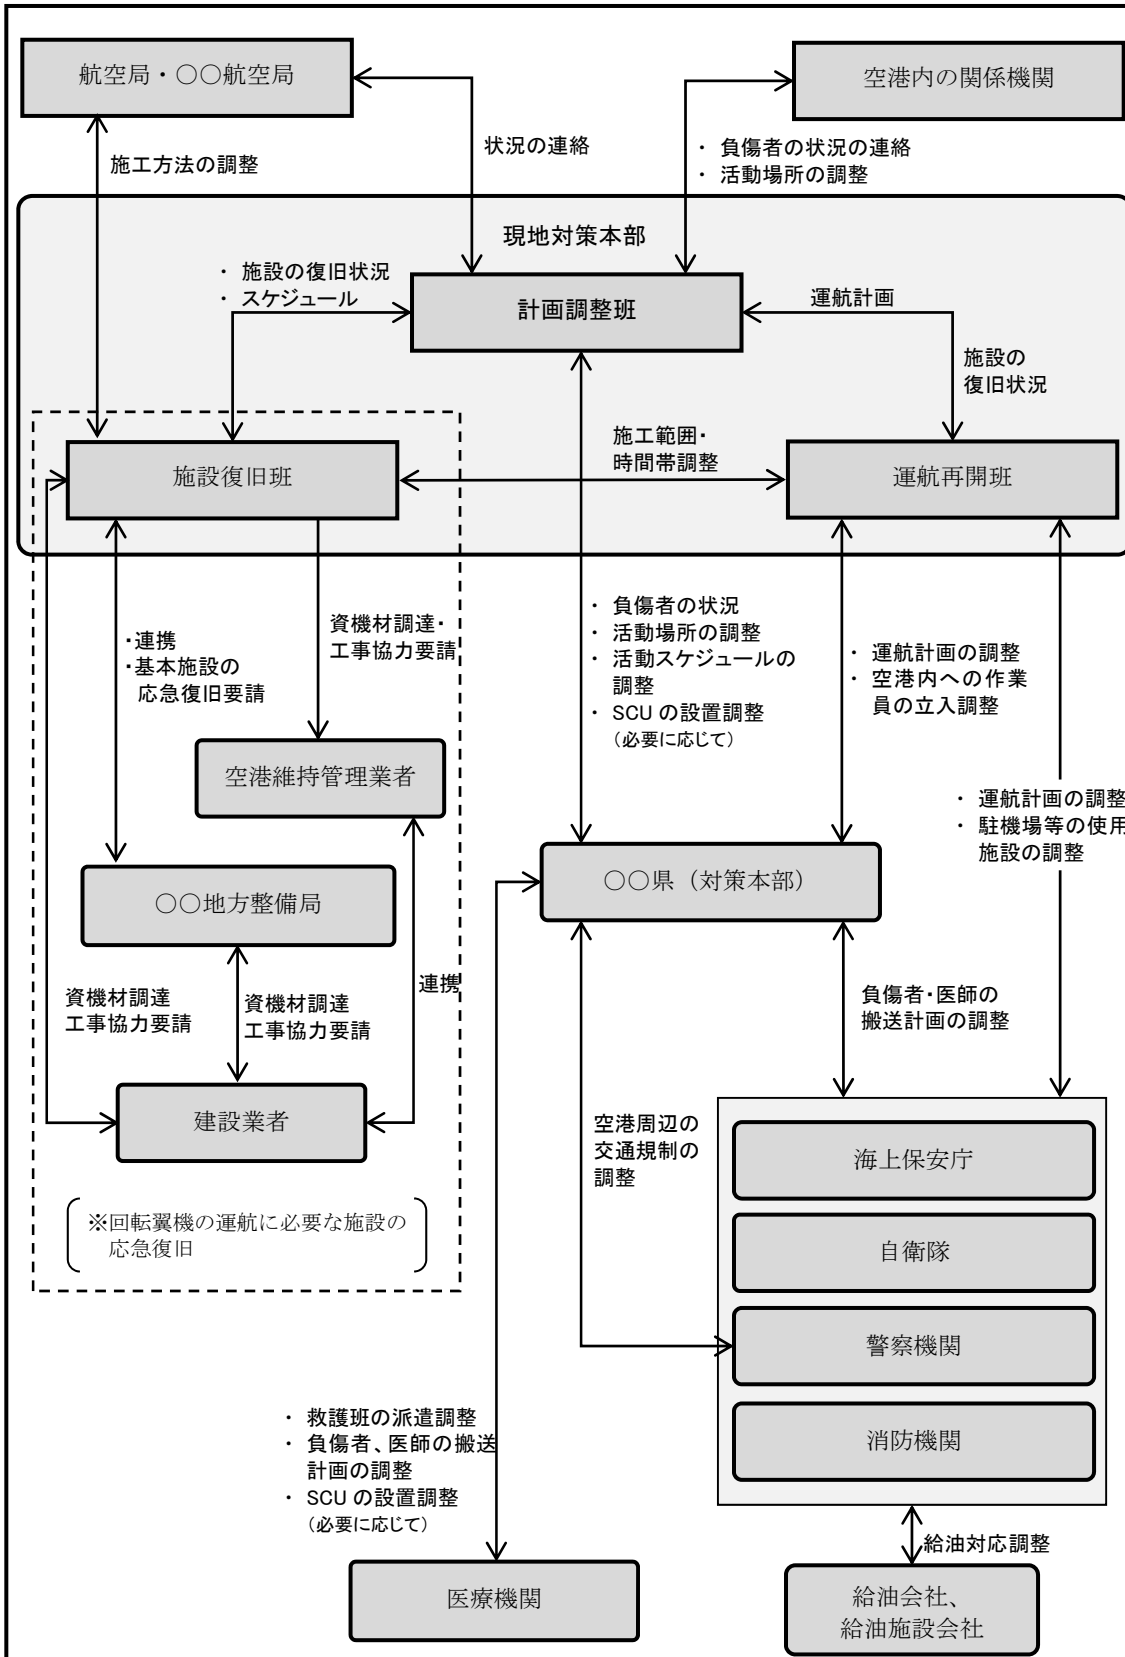 航空局・〇〇航空局
空港内の関係機関
状況の連絡
・ 負傷者の状況の連絡
・ 活動場所の調整
施工方法の調整
現地対策本部
・ 施設の復旧状況
・ スケジュール
計画調整班
運航計画
施設の
復旧状況
施工範囲・
時間帯調整
施設復旧班
運航再開班
・連携
・基本施設の
応急復旧要請
資機材調達・
工事協力要請
・ 負傷者の状況
・ 活動場所の調整
・ 活動スケジュールの
調整
・ SCU の設置調整
（必要に応じて）
・ 運航計画の調整
・ 空港内への作業
員の立入調整
空港維持管理業者
・ 運航計画の調整
・ 駐機場等の使用
施設の調整
〇〇県（対策本部）
〇〇地方整備局
連携
資機材調達
工事協力要請
資機材調達
工事協力要請
負傷者・医師の
搬送計画の調整
建設業者
空港周辺の
交通規制の
調整
海上保安庁
※回転翼機の運航に必要な施設の
応急復旧
自衛隊
警察機関
消防機関
・ 救護班の派遣調整
・ 負傷者、医師の搬送
計画の調整
・ SCU の設置調整
（必要に応じて）
給油対応調整
医療機関
給油会社、
給油施設会社